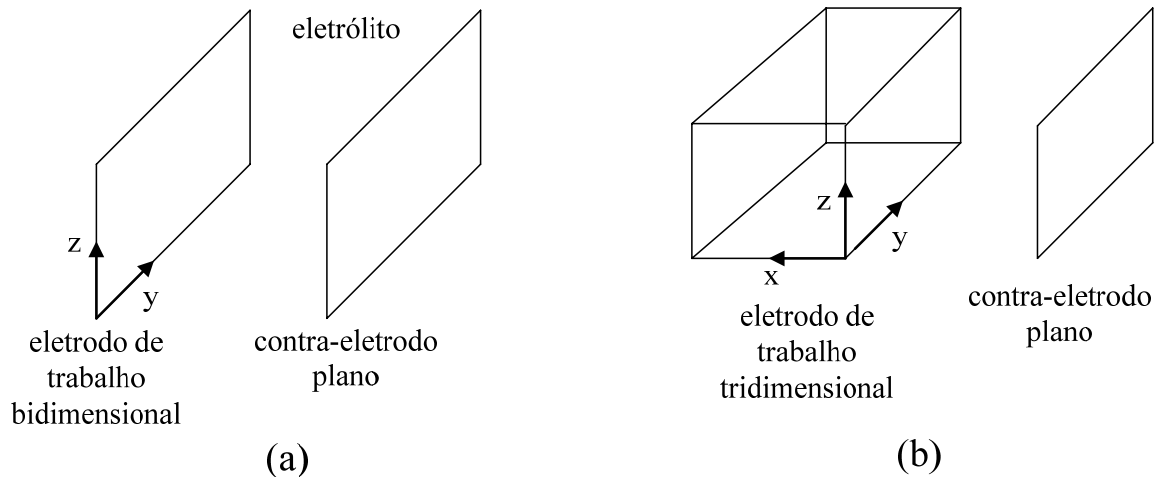 eletrólito
z
y
eletrodo de
trabalho
bidimensional
contra-eletrodo
plano
(a)
z
y
x
eletrodo de
trabalho
tridimensional
contra-eletrodo
plano
(b)